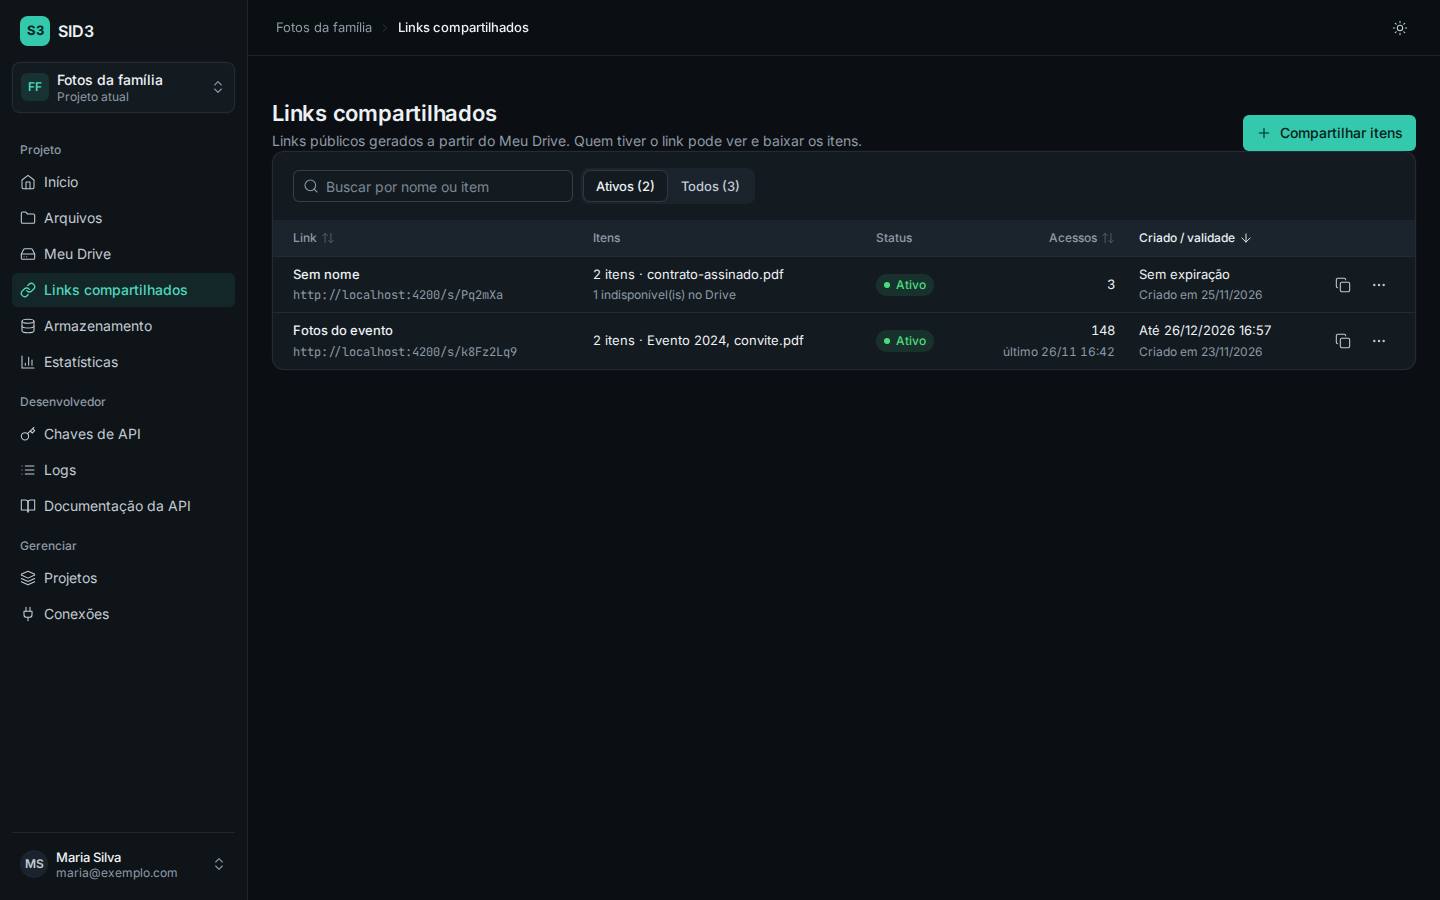 S3 SID3
FF Fotos da família
Projeto atual
Projeto
Início
Arquivos
Meu Drive
Links compartilhados
Armazenamento
Estatísticas
Desenvolvedor
Chaves de API
Logs
Documentação da API
Gerenciar
Projetos
Conexões
MS Maria Silva
maria@exemplo.com
Fotos da família Links compartilhados
Links compartilhados
Links públicos gerados a partir do Meu Drive. Quem tiver o link pode ver e baixar os itens.
Compartilhar itens
Buscar por nome ou item Ativos (2) Todos (3)
Link Itens Status Acessos Criado / validade
Sem nome 2 itens · contrato-assinado.pdf Ativo 3 Sem expiração
http://localhost:4200/s/Pq2mXa 1 indisponível(is) no Drive Criado em 25/11/2026
Fotos do evento 2 itens · Evento 2024, convite.pdf Ativo 148 Até 26/12/2026 16:57
http://localhost:4200/s/k8Fz2Lq9 último 26/11 16:42 Criado em 23/11/2026